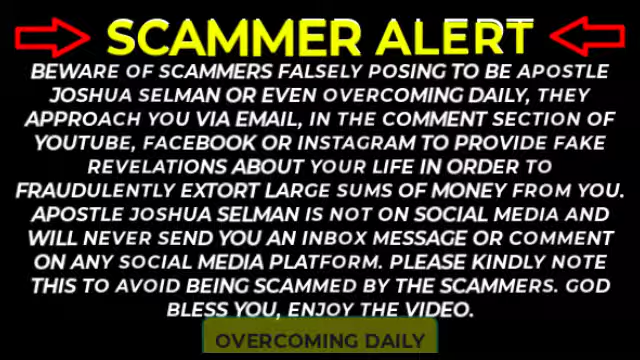 SCAMMER ALERT
BEWARE OF SCAMMERS FALSELY POSING TO BE APOSTLE
JOSHUA SELMAN OR EVEN OVERCOMING DAILY, THEY
APPROACH YOU VIA EMAIL, IN THE COMMENT SECTION OF
YOUTUBE, FACEBOOK OR INSTAGRAM TO PROVIDE FAKE
REVELATIONS ABOUT YOUR LIFE IN ORDER TO
FRAUDULENTLY EXTORT LARGE SUMS OF MONEY FROM YOU.
APOSTLE JOSHUA SELMAN IS NOT ON SOCIAL MEDIA AND
WILL NEVER SEND YOU AN INBOX MESSAGE OR COMMENT
ON ANY SOCIAL MEDIA PLATFORM. PLEASE KINDLY NOTE
THIS TO AVOID BEING SCAMMED BY THE SCAMMERS. GOD
BLESS YOU, ENJOY THE VIDEO.
OVERCOMING DAILY